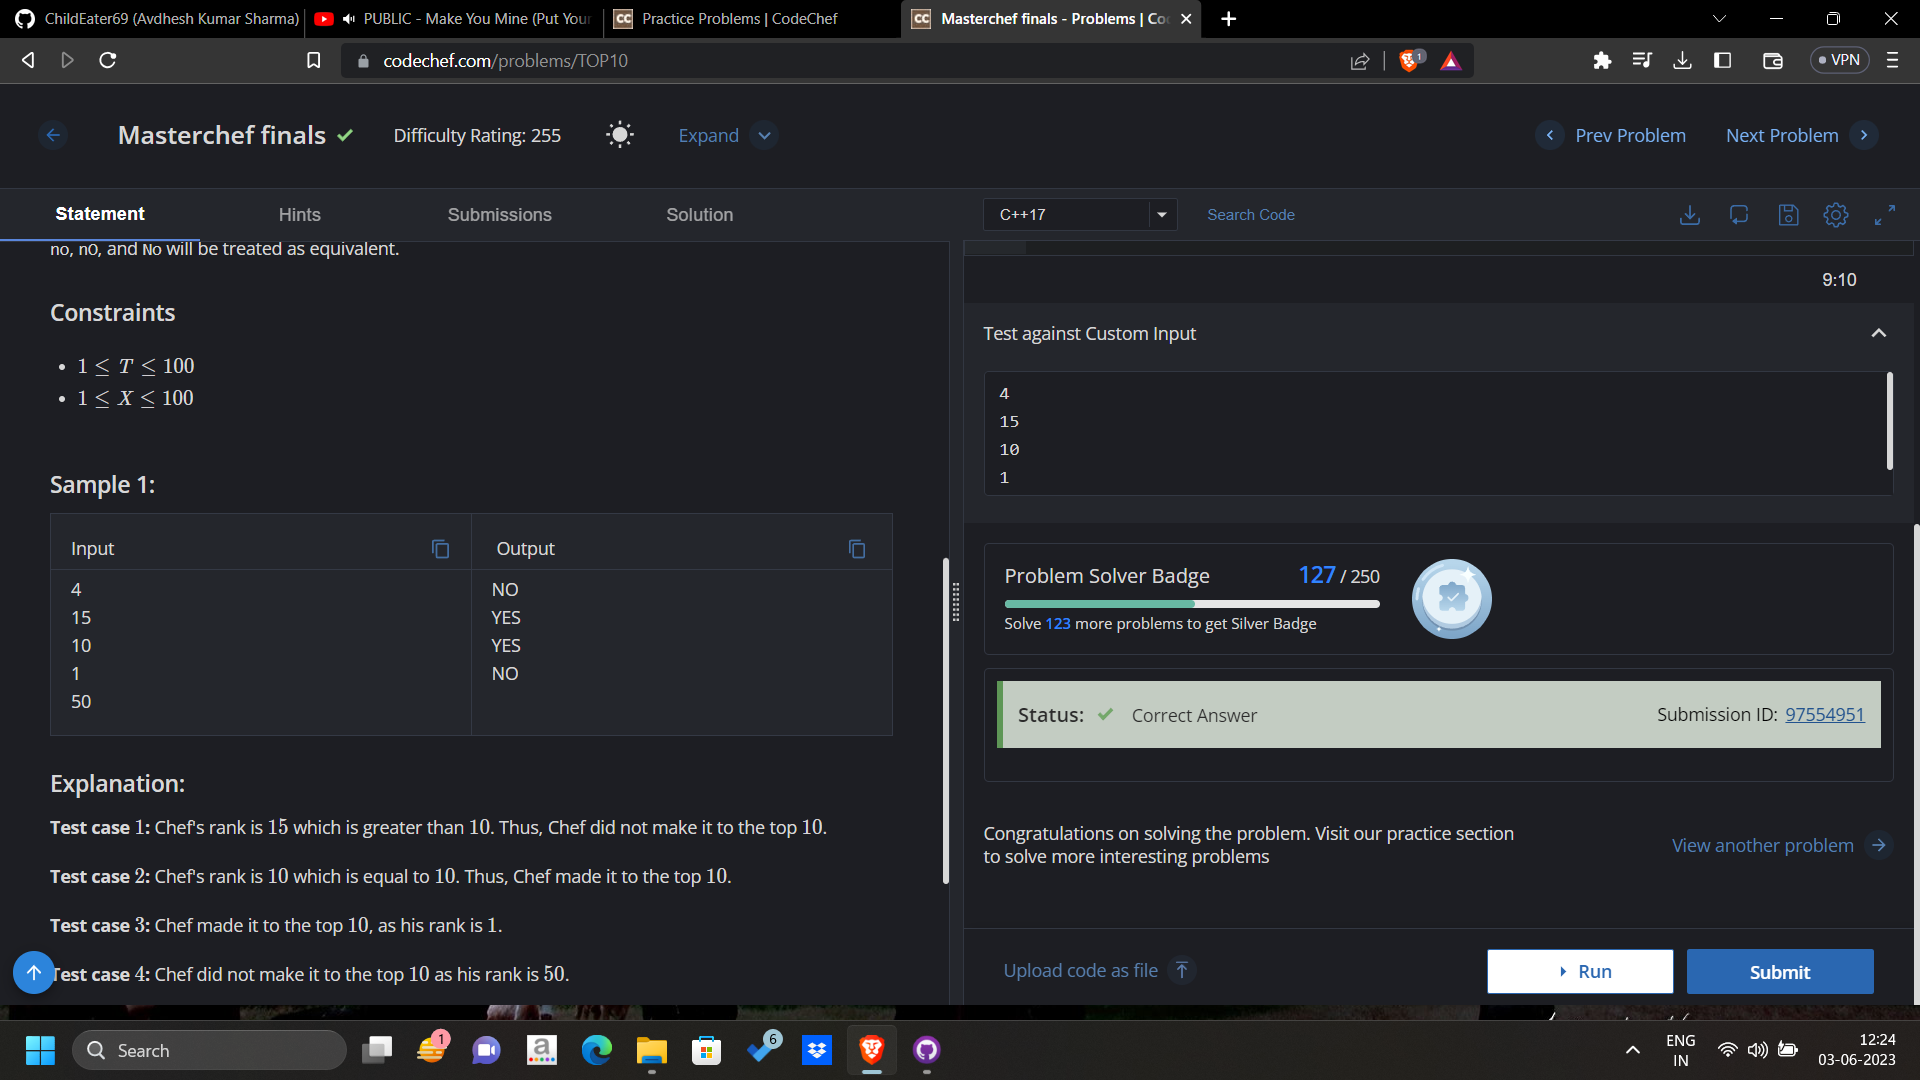 ChildEater69 (Avdhesh Kumar Sharma)
PUBLIC - Make You Mine (Put Your
CC Practice Problems | CodeChef
CC Masterchef finals - Problems | Co
codechef.com/problems/TOP10
1
VPN
Masterchef finals
Difficulty Rating: 255
Expand
Prev Problem
Next Problem
Statement
Hints
Submissions
Solution
C++17
Search Code
no, nO, and No will be treated as equivalent.
Constraints
• 1 ≤ T ≤ 100
• 1 ≤ X ≤ 100
Sample 1:
Input
Output
4
15
10
1
50
NO
YES
YES
NO
Explanation:
Test case 1: Chef's rank is 15 which is greater than 10. Thus, Chef did not make it to the top 10.
Test case 2: Chef's rank is 10 which is equal to 10. Thus, Chef made it to the top 10.
Test case 3: Chef made it to the top 10, as his rank is 1.
Test case 4: Chef did not make it to the top 10 as his rank is 50.
9:10
Test against Custom Input
4
15
10
1
Problem Solver Badge
127 / 250
Solve 123 more problems to get Silver Badge
Status: Correct Answer
Submission ID: 97554951
Congratulations on solving the problem. Visit our practice section
to solve more interesting problems
View another problem
Upload code as file
Run
Submit
Search
1
a
6
ENG
IN
12:24
03-06-2023